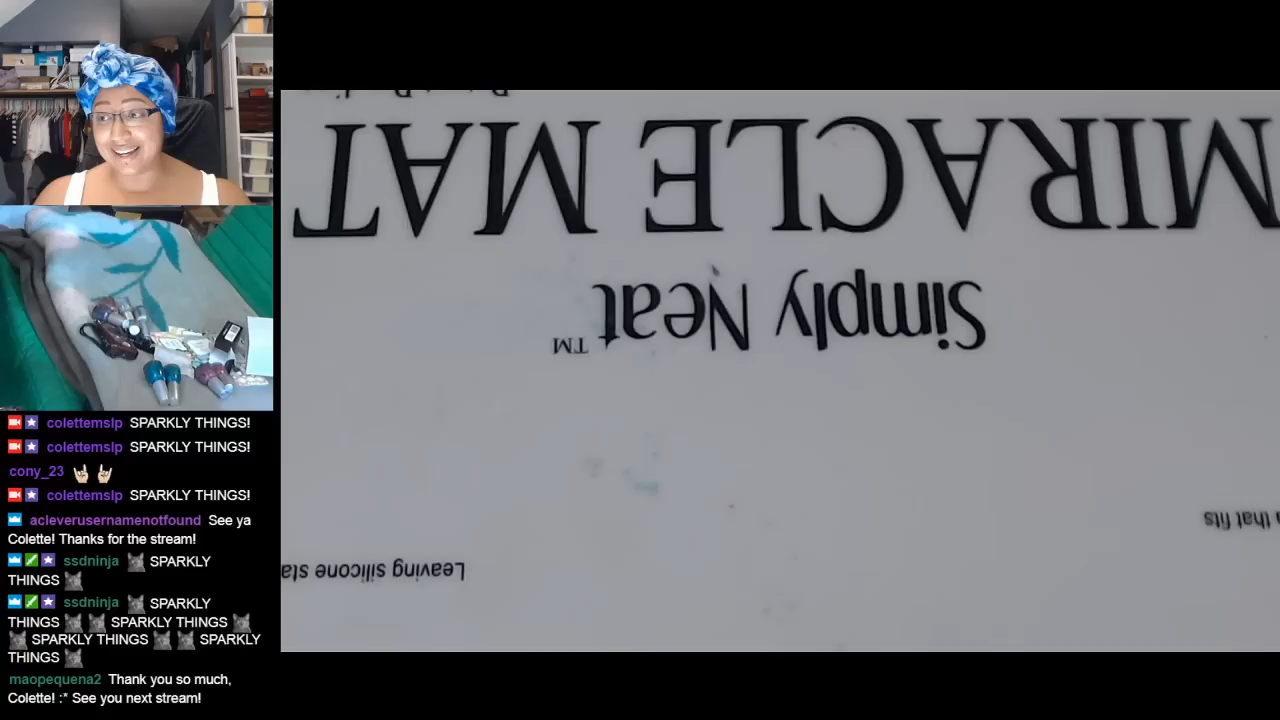 colettemslp SPARKLY THINGS!
colettemslp SPARKLY THINGS!
cony_23
colettemslp SPARKLY THINGS!
acleverusernamenotfound See ya
Colette! Thanks for the stream!
ssdninja SPARKLY
THINGS
ssdninja SPARKLY
THINGS SPARKLY THINGS
SPARKLY THINGS SPARKLY
THINGS
maopequena2 Thank you so much,
Colette! :* See you next stream!
that fits
Leaving silicone sta
Simply Neat™
MIRACLE MAT